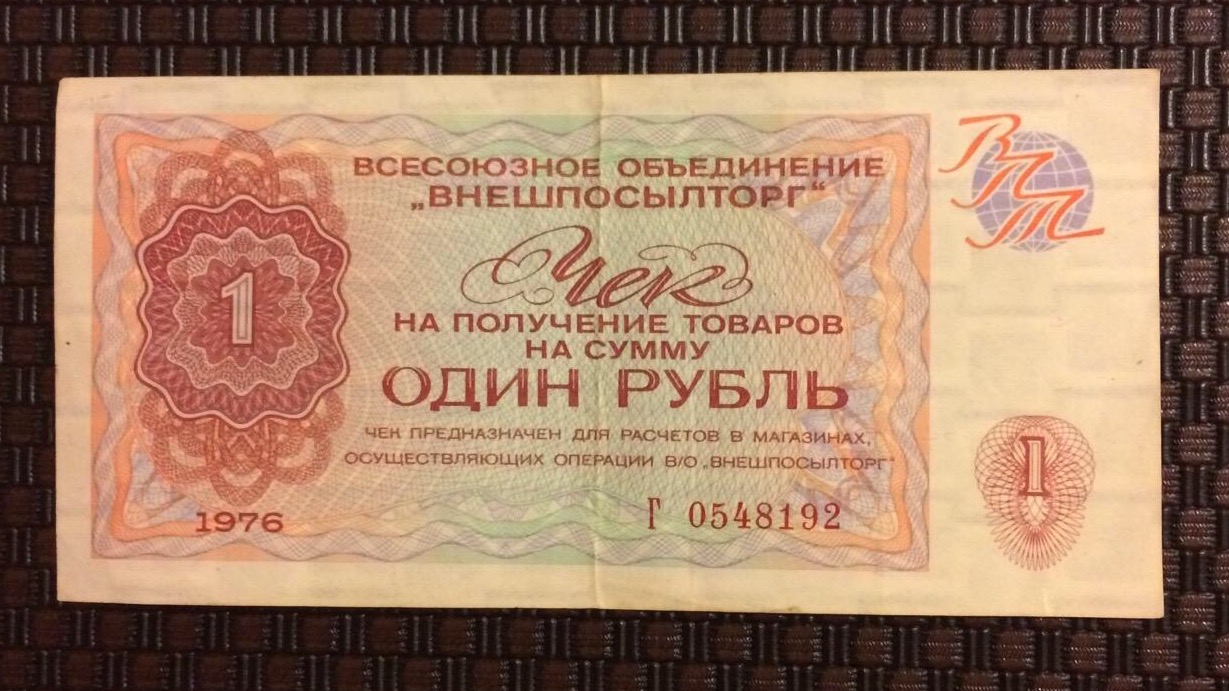 ВСЕСОЮЗНОЕ ОБЪЕДИНЕНИЕ
„ВНЕШПОСЫЛТОРГ“
ВПТ
1
Чек
НА ПОЛУЧЕНИЕ ТОВАРОВ
НА СУММУ
ОДИН РУБЛЬ
ЧЕК ПРЕДНАЗНАЧЕН ДЛЯ РАСЧЕТОВ В МАГАЗИНАХ,
ОСУЩЕСТВЛЯЮЩИХ ОПЕРАЦИИ В/О „ВНЕШПОСЫЛТОРГ“
1
1976
Г 0548192